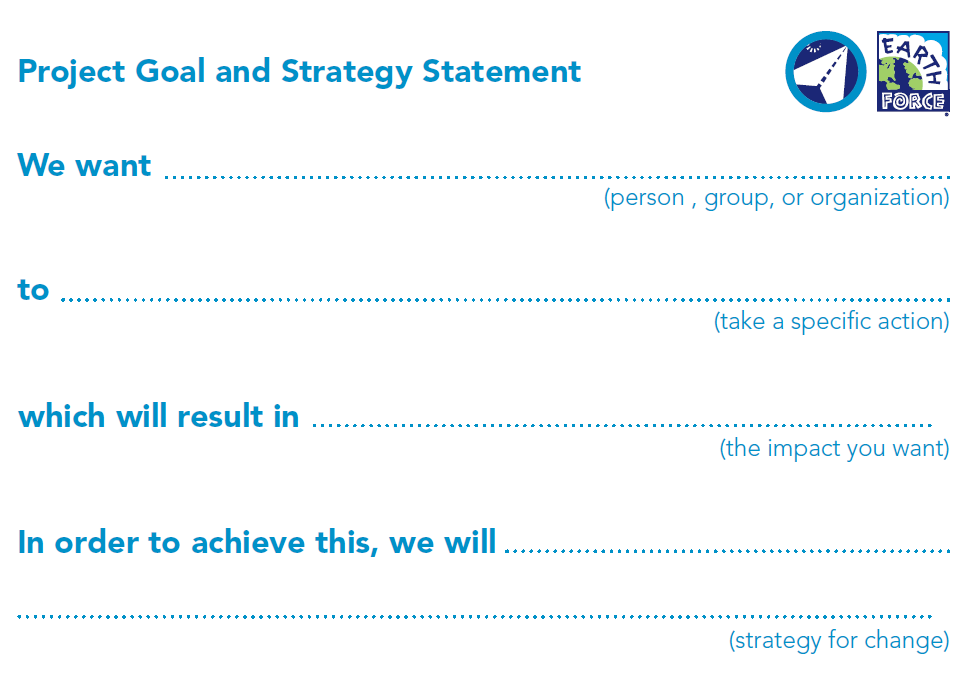 Project Goal and Strategy Statement
EARTH
FORCE
We want
(person , group, or organization)
to
(take a specific action)
which will result in
(the impact you want)
In order to achieve this, we will
(strategy for change)